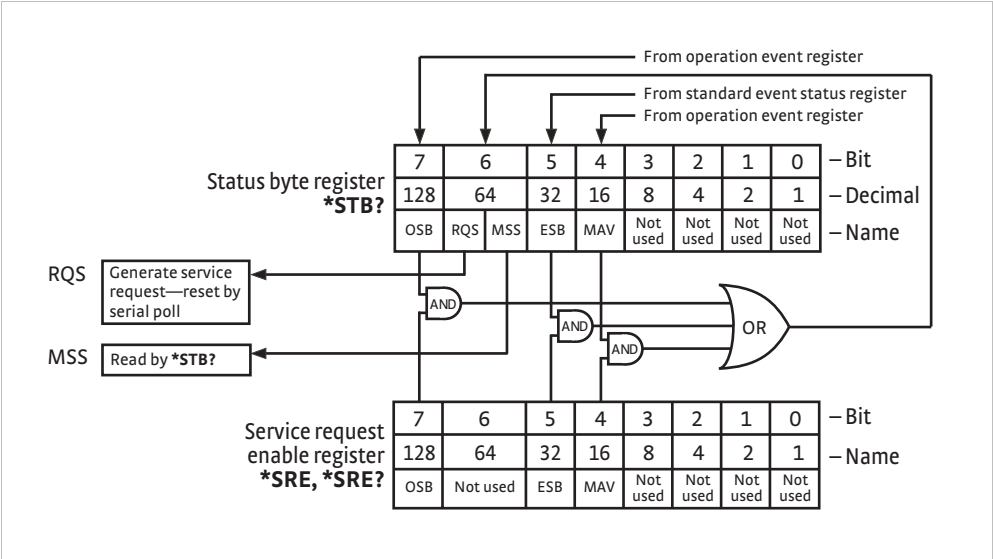 From operation event register
From standard event status register
From operation event register
Status byte register
*STB?
7 6 5 4 3 2 1 0 – Bit
128 64 32 16 8 4 2 1 – Decimal
OSB RQS MSS ESB MAV Not used Not used Not used Not used – Name
RQS
Generate service
request—reset by
serial poll
AND
AND
AND
OR
MSS
Read by *STB?
Service request
enable register
*SRE, *SRE?
7 6 5 4 3 2 1 0 – Bit
128 64 32 16 8 4 2 1 – Name
OSB Not used ESB MAV Not used Not used Not used Not used